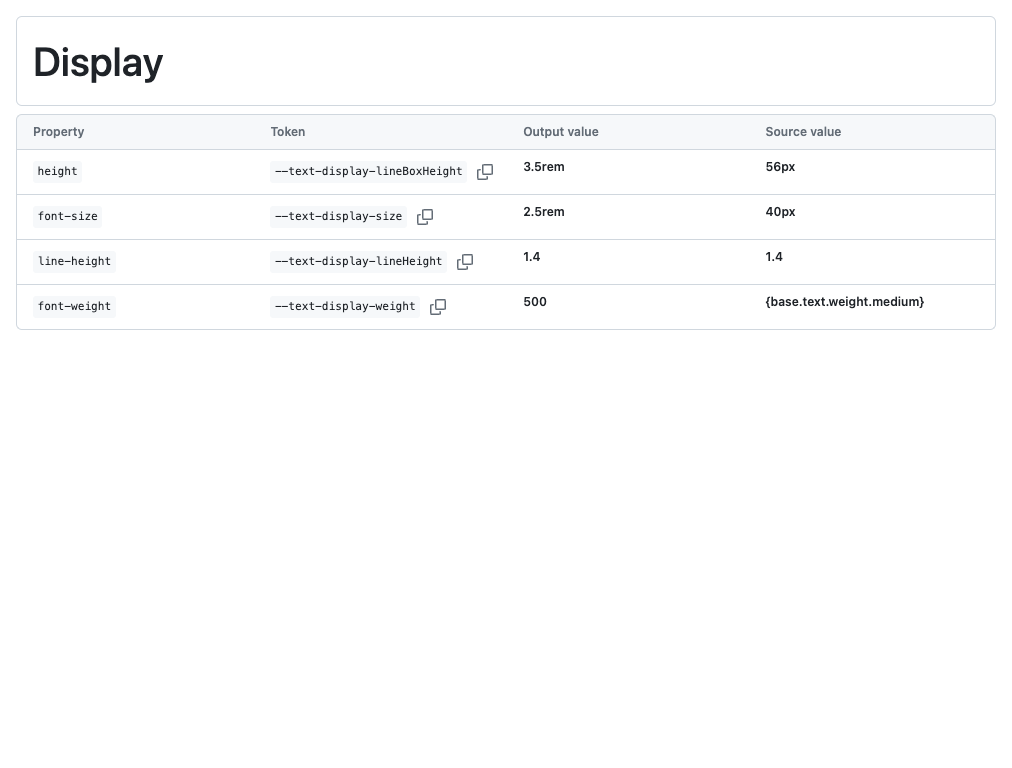 Display
Property Token Output value Source value
height --text-display-lineBoxHeight 3.5rem 56px
font-size --text-display-size 2.5rem 40px
line-height --text-display-lineHeight 1.4 1.4
font-weight --text-display-weight 500 {base.text.weight.medium}